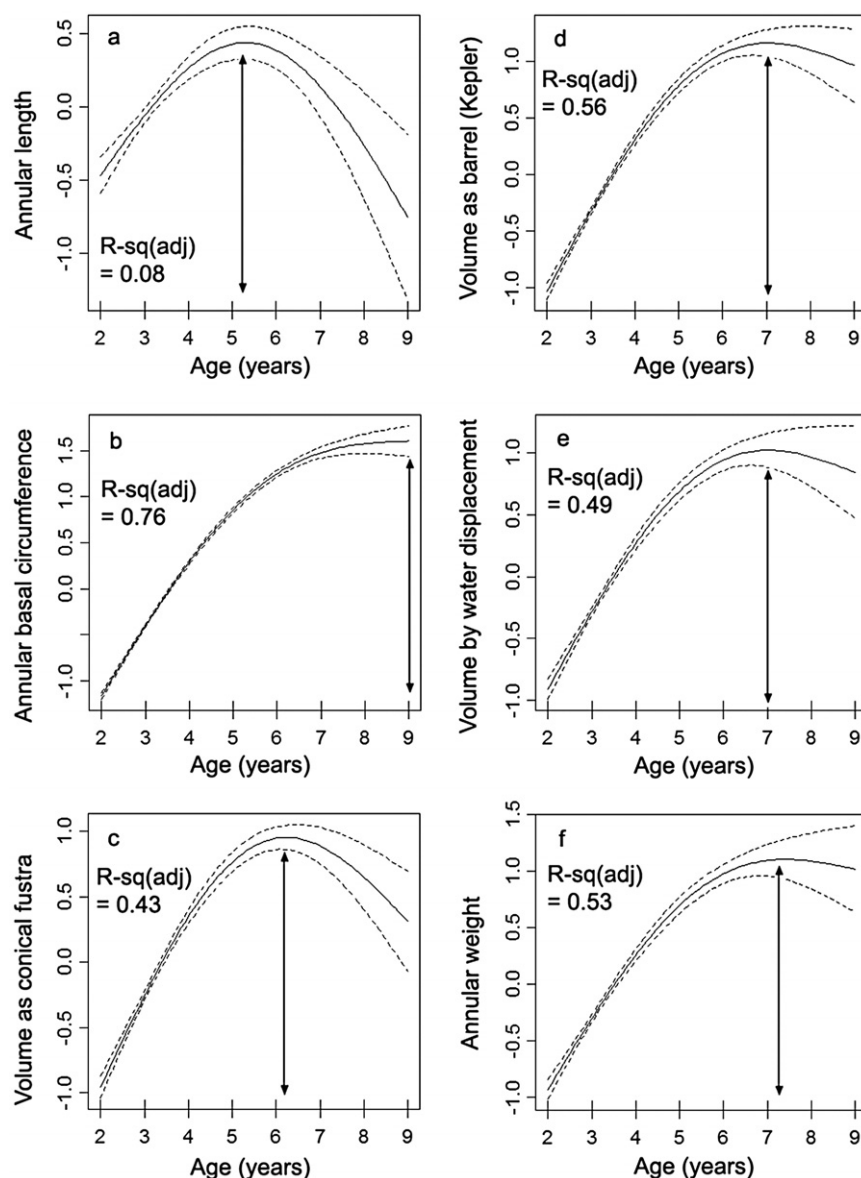 a
Annular length
R-sq(adj)
= 0.08
0.5
0.0
-0.5
-1.0
2 3 4 5 6 7 8 9
Age (years)
d
Volume as barrel (Kepler)
R-sq(adj)
= 0.56
1.0
0.5
0.0
-0.5
-1.0
2 3 4 5 6 7 8 9
Age (years)
b
Annular basal circumference
R-sq(adj)
= 0.76
1.5
1.0
0.0
-1.0
2 3 4 5 6 7 8 9
Age (years)
e
Volume by water displacement
R-sq(adj)
= 0.49
1.0
0.5
0.0
-0.5
-1.0
2 3 4 5 6 7 8 9
Age (years)
c
Volume as conical fustra
R-sq(adj)
= 0.43
1.0
0.5
0.0
-0.5
-1.0
2 3 4 5 6 7 8 9
Age (years)
f
Annular weight
R-sq(adj)
= 0.53
1.5
1.0
0.5
0.0
-0.5
-1.0
2 3 4 5 6 7 8 9
Age (years)